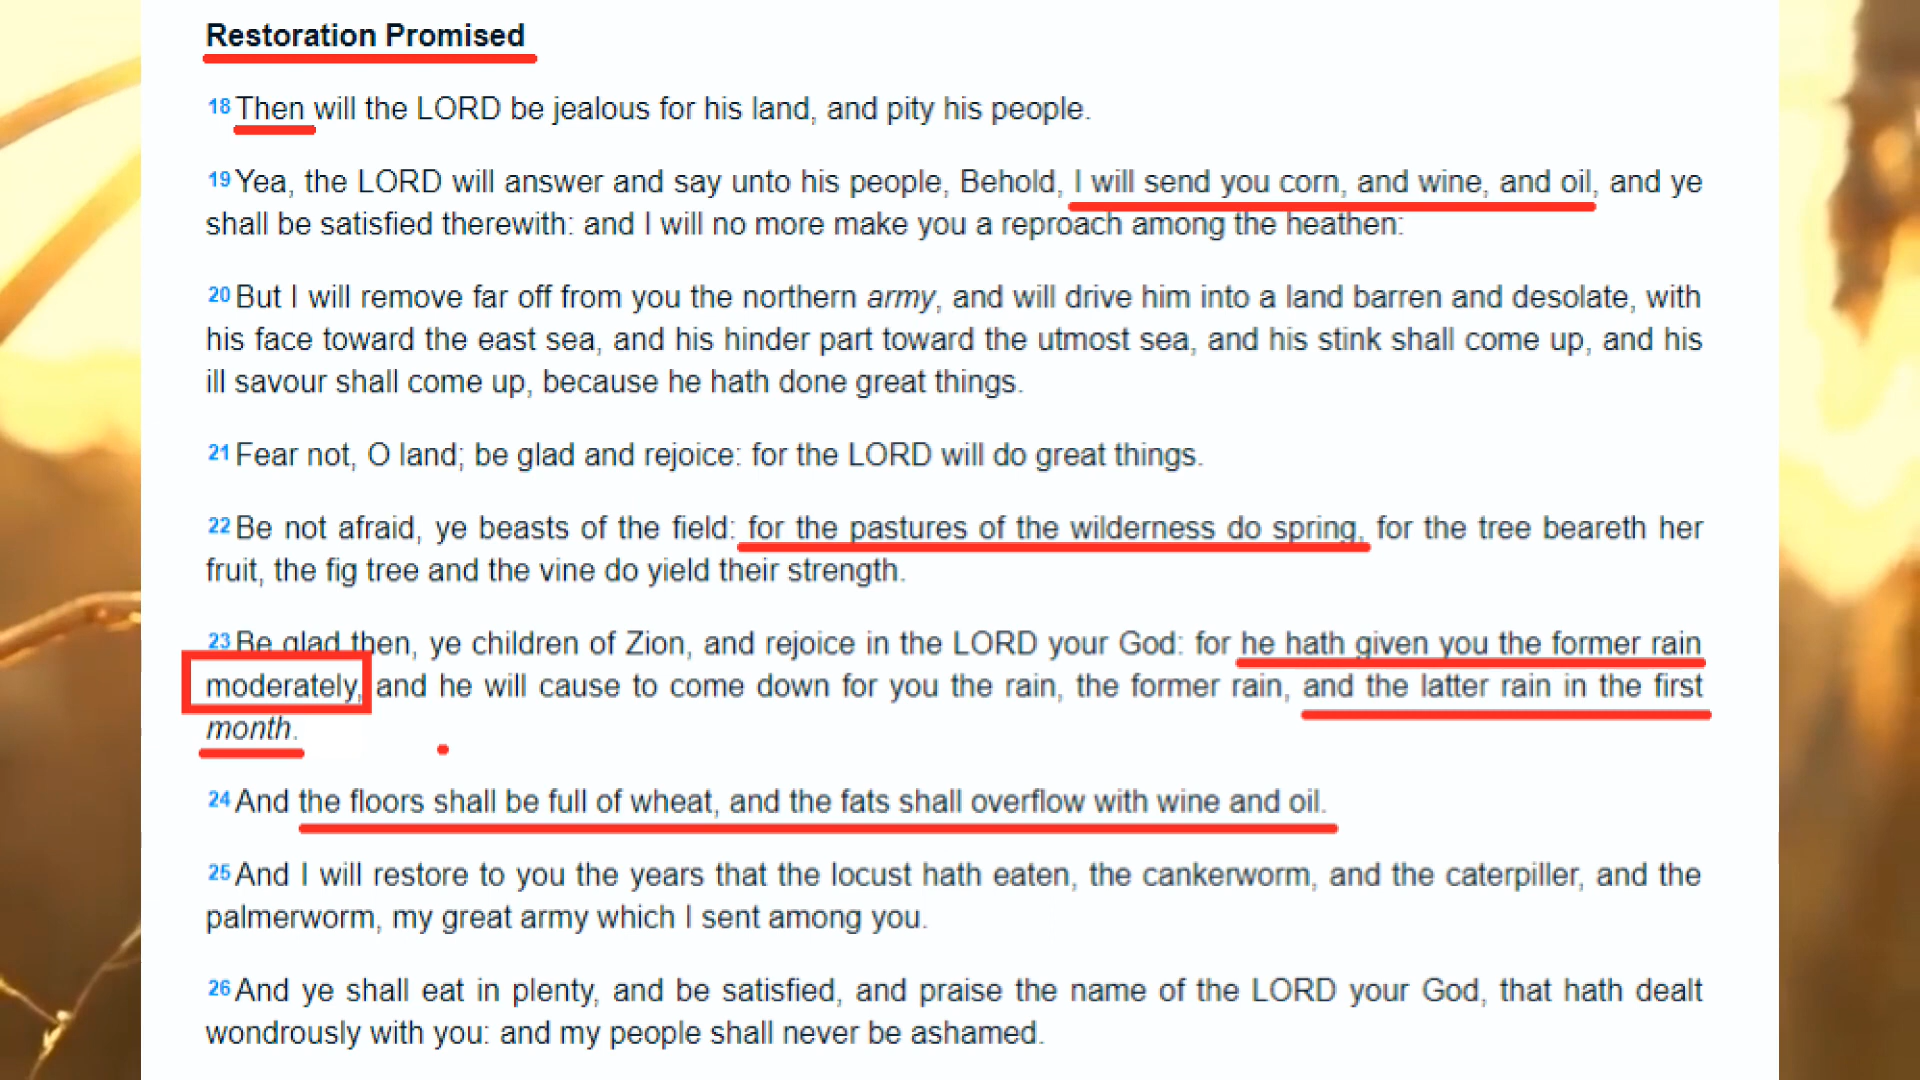 Restoration Promised
18 Then will the LORD be jealous for his land, and pity his people.
19 Yea, the LORD will answer and say unto his people, Behold, I will send you corn, and wine, and oil, and ye
shall be satisfied therewith: and I will no more make you a reproach among the heathen:
20 But I will remove far off from you the northern army, and will drive him into a land barren and desolate, with
his face toward the east sea, and his hinder part toward the utmost sea, and his stink shall come up, and his
ill savour shall come up, because he hath done great things.
21 Fear not, O land; be glad and rejoice: for the LORD will do great things.
22 Be not afraid, ye beasts of the field: for the pastures of the wilderness do spring, for the tree beareth her
fruit, the fig tree and the vine do yield their strength.
23 Be glad then, ye children of Zion, and rejoice in the LORD your God: for he hath given you the former rain
moderately, and he will cause to come down for you the rain, the former rain, and the latter rain in the first
month.
24 And the floors shall be full of wheat, and the fats shall overflow with wine and oil.
25 And I will restore to you the years that the locust hath eaten, the cankerworm, and the caterpiller, and the
palmerworm, my great army which I sent among you.
26 And ye shall eat in plenty, and be satisfied, and praise the name of the LORD your God, that hath dealt
wondrously with you: and my people shall never be ashamed.